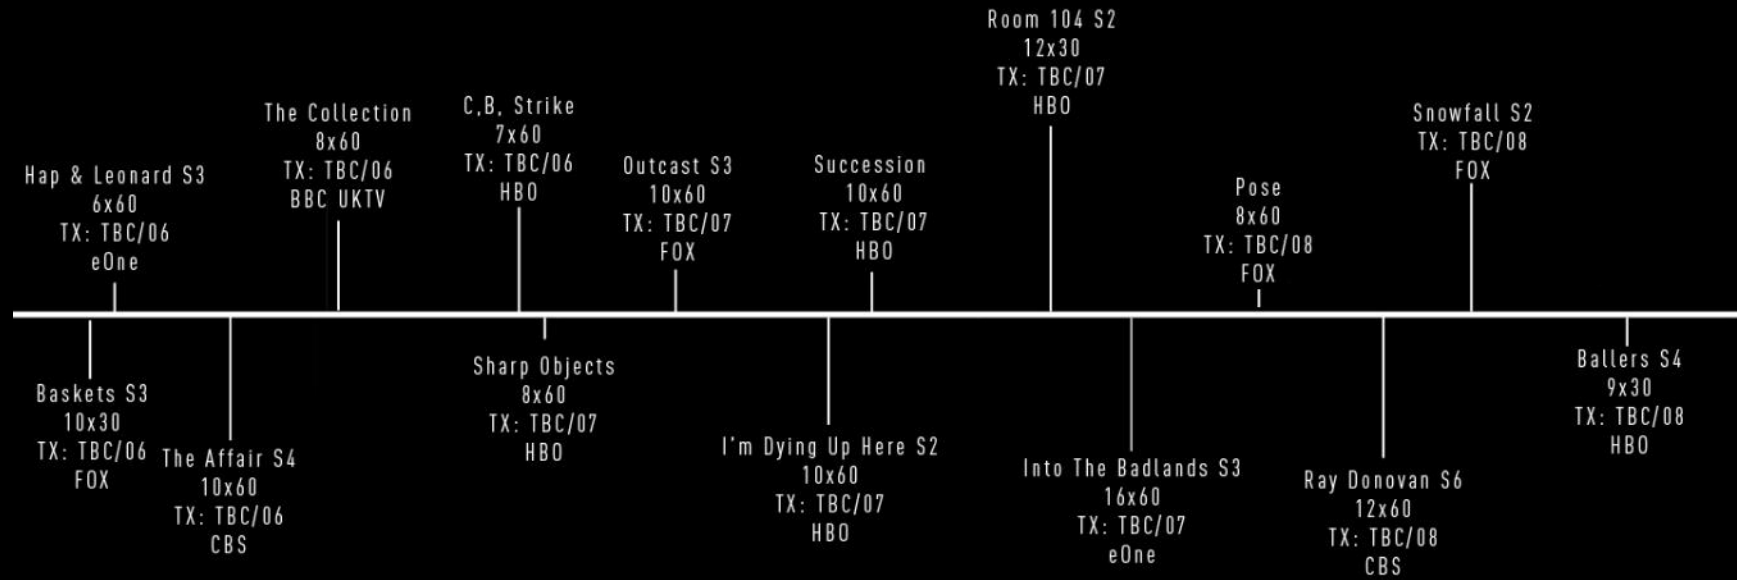 Room 104 S2
12x30
TX: TBC/07
HBO
The Collection
8x60
TX: TBC/06
BBC UKTV
C,B, Strike
7x60
TX: TBC/06
HBO
Snowfall S2
TX: TBC/08
FOX
Hap & Leonard S3
6x60
TX: TBC/06
eOne
Outcast S3
10x60
TX: TBC/07
FOX
Succession
10x60
TX: TBC/07
HBO
Pose
8x60
TX: TBC/08
FOX
Baskets S3
10x30
TX: TBC/06
FOX
The Affair S4
10x60
TX: TBC/06
CBS
Sharp Objects
8x60
TX: TBC/07
HBO
I'm Dying Up Here S2
10x60
TX: TBC/07
HBO
Into The Badlands S3
16x60
TX: TBC/07
eOne
Ray Donovan S6
12x60
TX: TBC/08
CBS
Ballers S4
9x30
TX: TBC/08
HBO